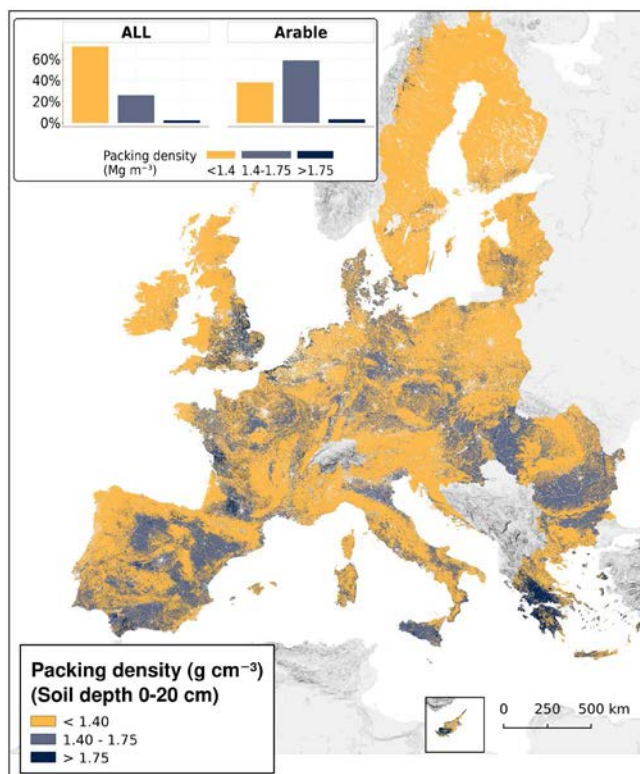 ALL
Arable
60%
40%
20%
0%
Packing density
(Mg m⁻³)
<1.4 1.4-1.75 >1.75
Packing density (g cm⁻³)
(Soil depth 0-20 cm)
< 1.40
1.40 - 1.75
> 1.75
0 250 500 km